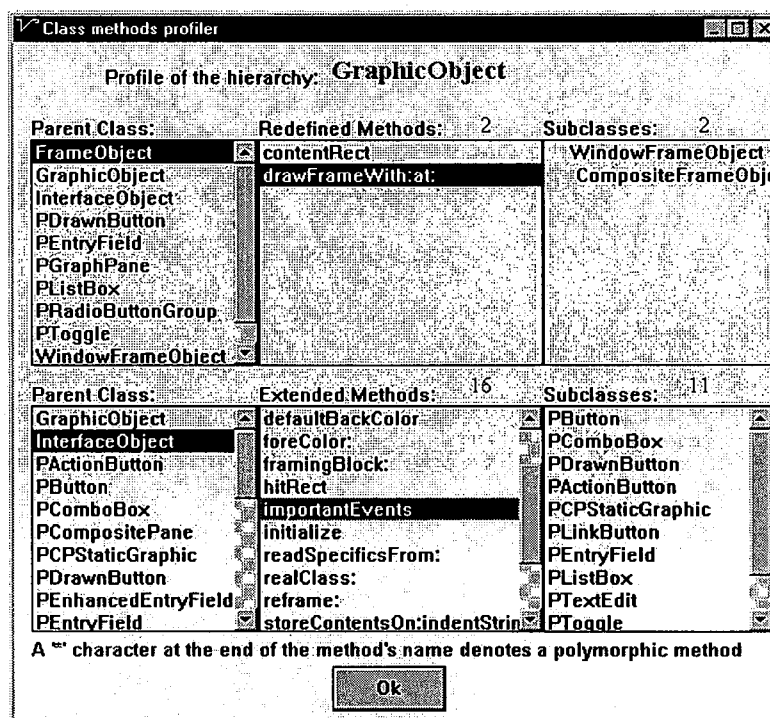 Class methods profiler
Profile of the hierarchy: GraphicObject
Parent Class: Redefined Methods: 2 Subclasses: 2
FrameObject contentRect WindowFrameObject
GraphicObject drawFrameWith:at: CompositeFrameObje
InterfaceObject
PDrawnButton
PEntryField
PGraphPane
PListBox
PRadioButtonGroup
PToggle
WindowFrameObject
Parent Class: Extended Methods: 16 Subclasses: 11
GraphicObject defaultBackColor PButton
InterfaceObject foreColor: PComboBox
PActionButton framingBlock: PDrawnButton
PButton hitRect PActionButton
PComboBox importantEvents PCPStaticGraphic
PCompositePane initialize PLinkButton
PCPStaticGraphic readSpecificsFrom: PEntryField
PDrawnButton realClass: PListBox
PEnhancedEntryField reframe: PTextEdit
PEntryField storeContentsOn:indentStrin PToggle
A '*' character at the end of the method's name denotes a polymorphic method
Ok